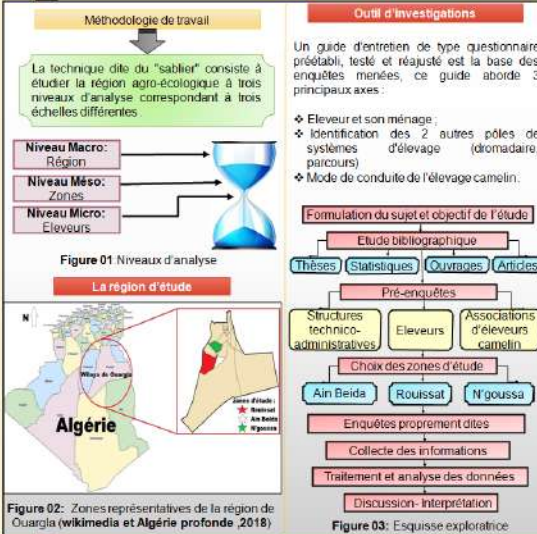 Méthodologie de travail
La technique dite du "sablier" consiste à
étudier la région agro-écologique à trois
niveaux d'analyse correspondant à trois
échelles différentes :
Niveau Macro:
Région
Niveau Méso:
Zones
Niveau Micro:
Eleveurs
Figure 01 Niveaux d'analyse
La région d'étude
N
Wilaya de Ouargla
Algérie
Zones d'étude :
Rouissat
Ain Beida
N'goussa
Figure 02: Zones représentatives de la région de
Ouargla (wikimedia et Algérie profonde ,2018)
Outil d'investigations
Un guide d'entretien de type questionnaire
préétabli, testé et réajusté est la base des
enquêtes menées, ce guide aborde 3
principaux axes :
❖ Eleveur et son ménage ;
❖ Identification des 2 autres pôles de
systèmes d'élevage (dromadaire,
parcours)
❖ Mode de conduite de l'élevage camelin.
Formulation du sujet et objectif de l'étude
Etude bibliographique
Thèses Statistiques Ouvrages Articles
Pré-enquêtes
Structures
technico-
administratives
Eleveurs
Associations
d'éleveurs
camelin
Choix des zones d'étude
Ain Beida Rouissat N'goussa
Enquêtes proprement dites
Collecte des informations
Traitement et analyse des données
Discussion- Interprétation
Figure 03: Esquisse exploratrice